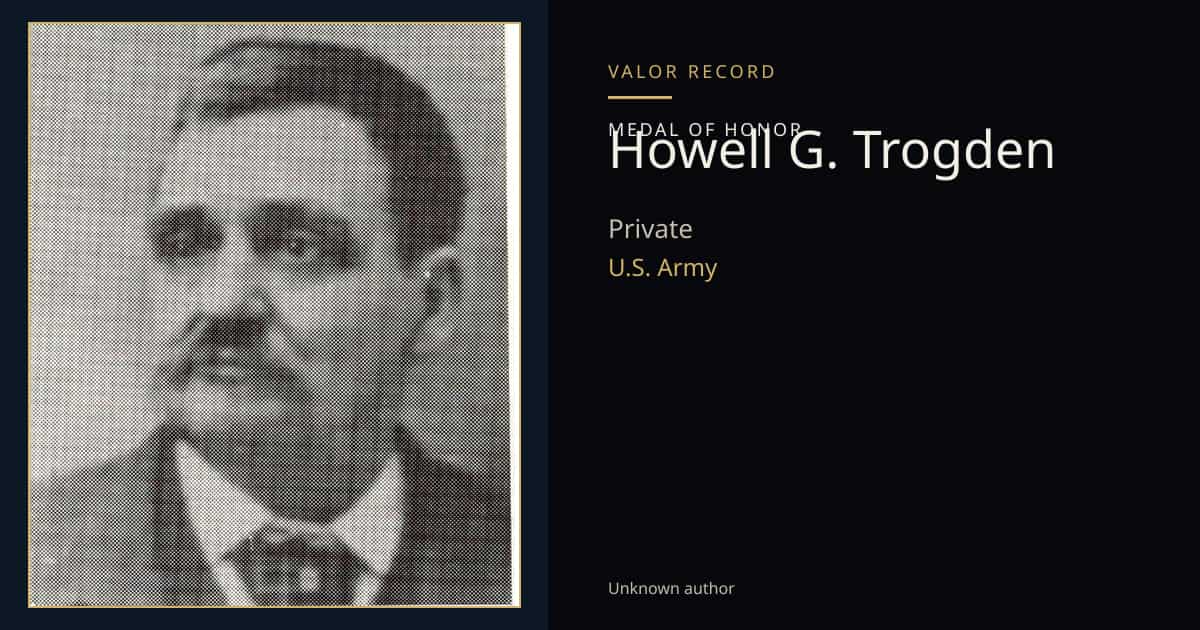 VALOR RECORD
MEDAL OF HONOR
Howell G. Trogden
Private
U.S. Army
Unknown author